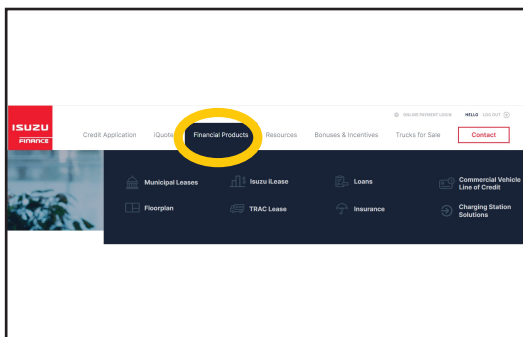 ONLINE PAYMENT LOGIN HELLO LOG OUT
ISUZU
FINANCE
Credit Application iQuote Financial Products Resources Bonuses & Incentives Trucks for Sale Contact
Municipal Leases Isuzu iLease Loans Commercial Vehicle
Line of Credit
Floorplan TRAC Lease Insurance Charging Station
Solutions